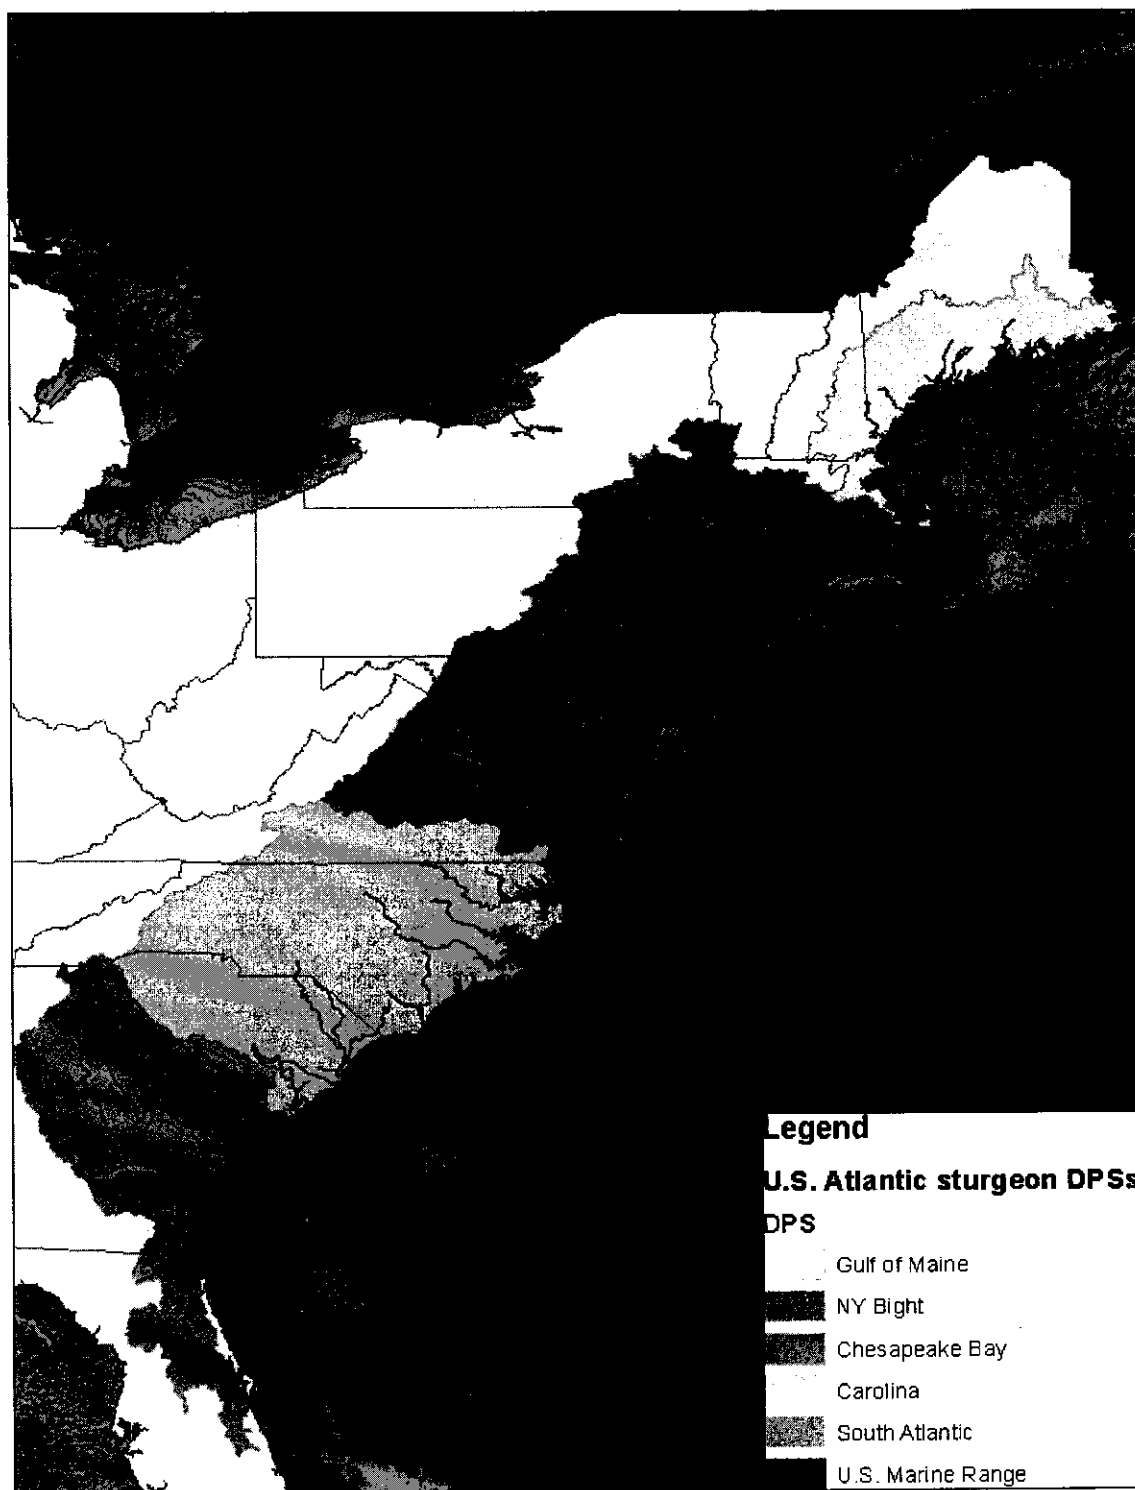 Legend
U.S. Atlantic sturgeon DPSs
DPS
Gulf of Maine
NY Bight
Chesapeake Bay
Carolina
South Atlantic
U.S. Marine Range